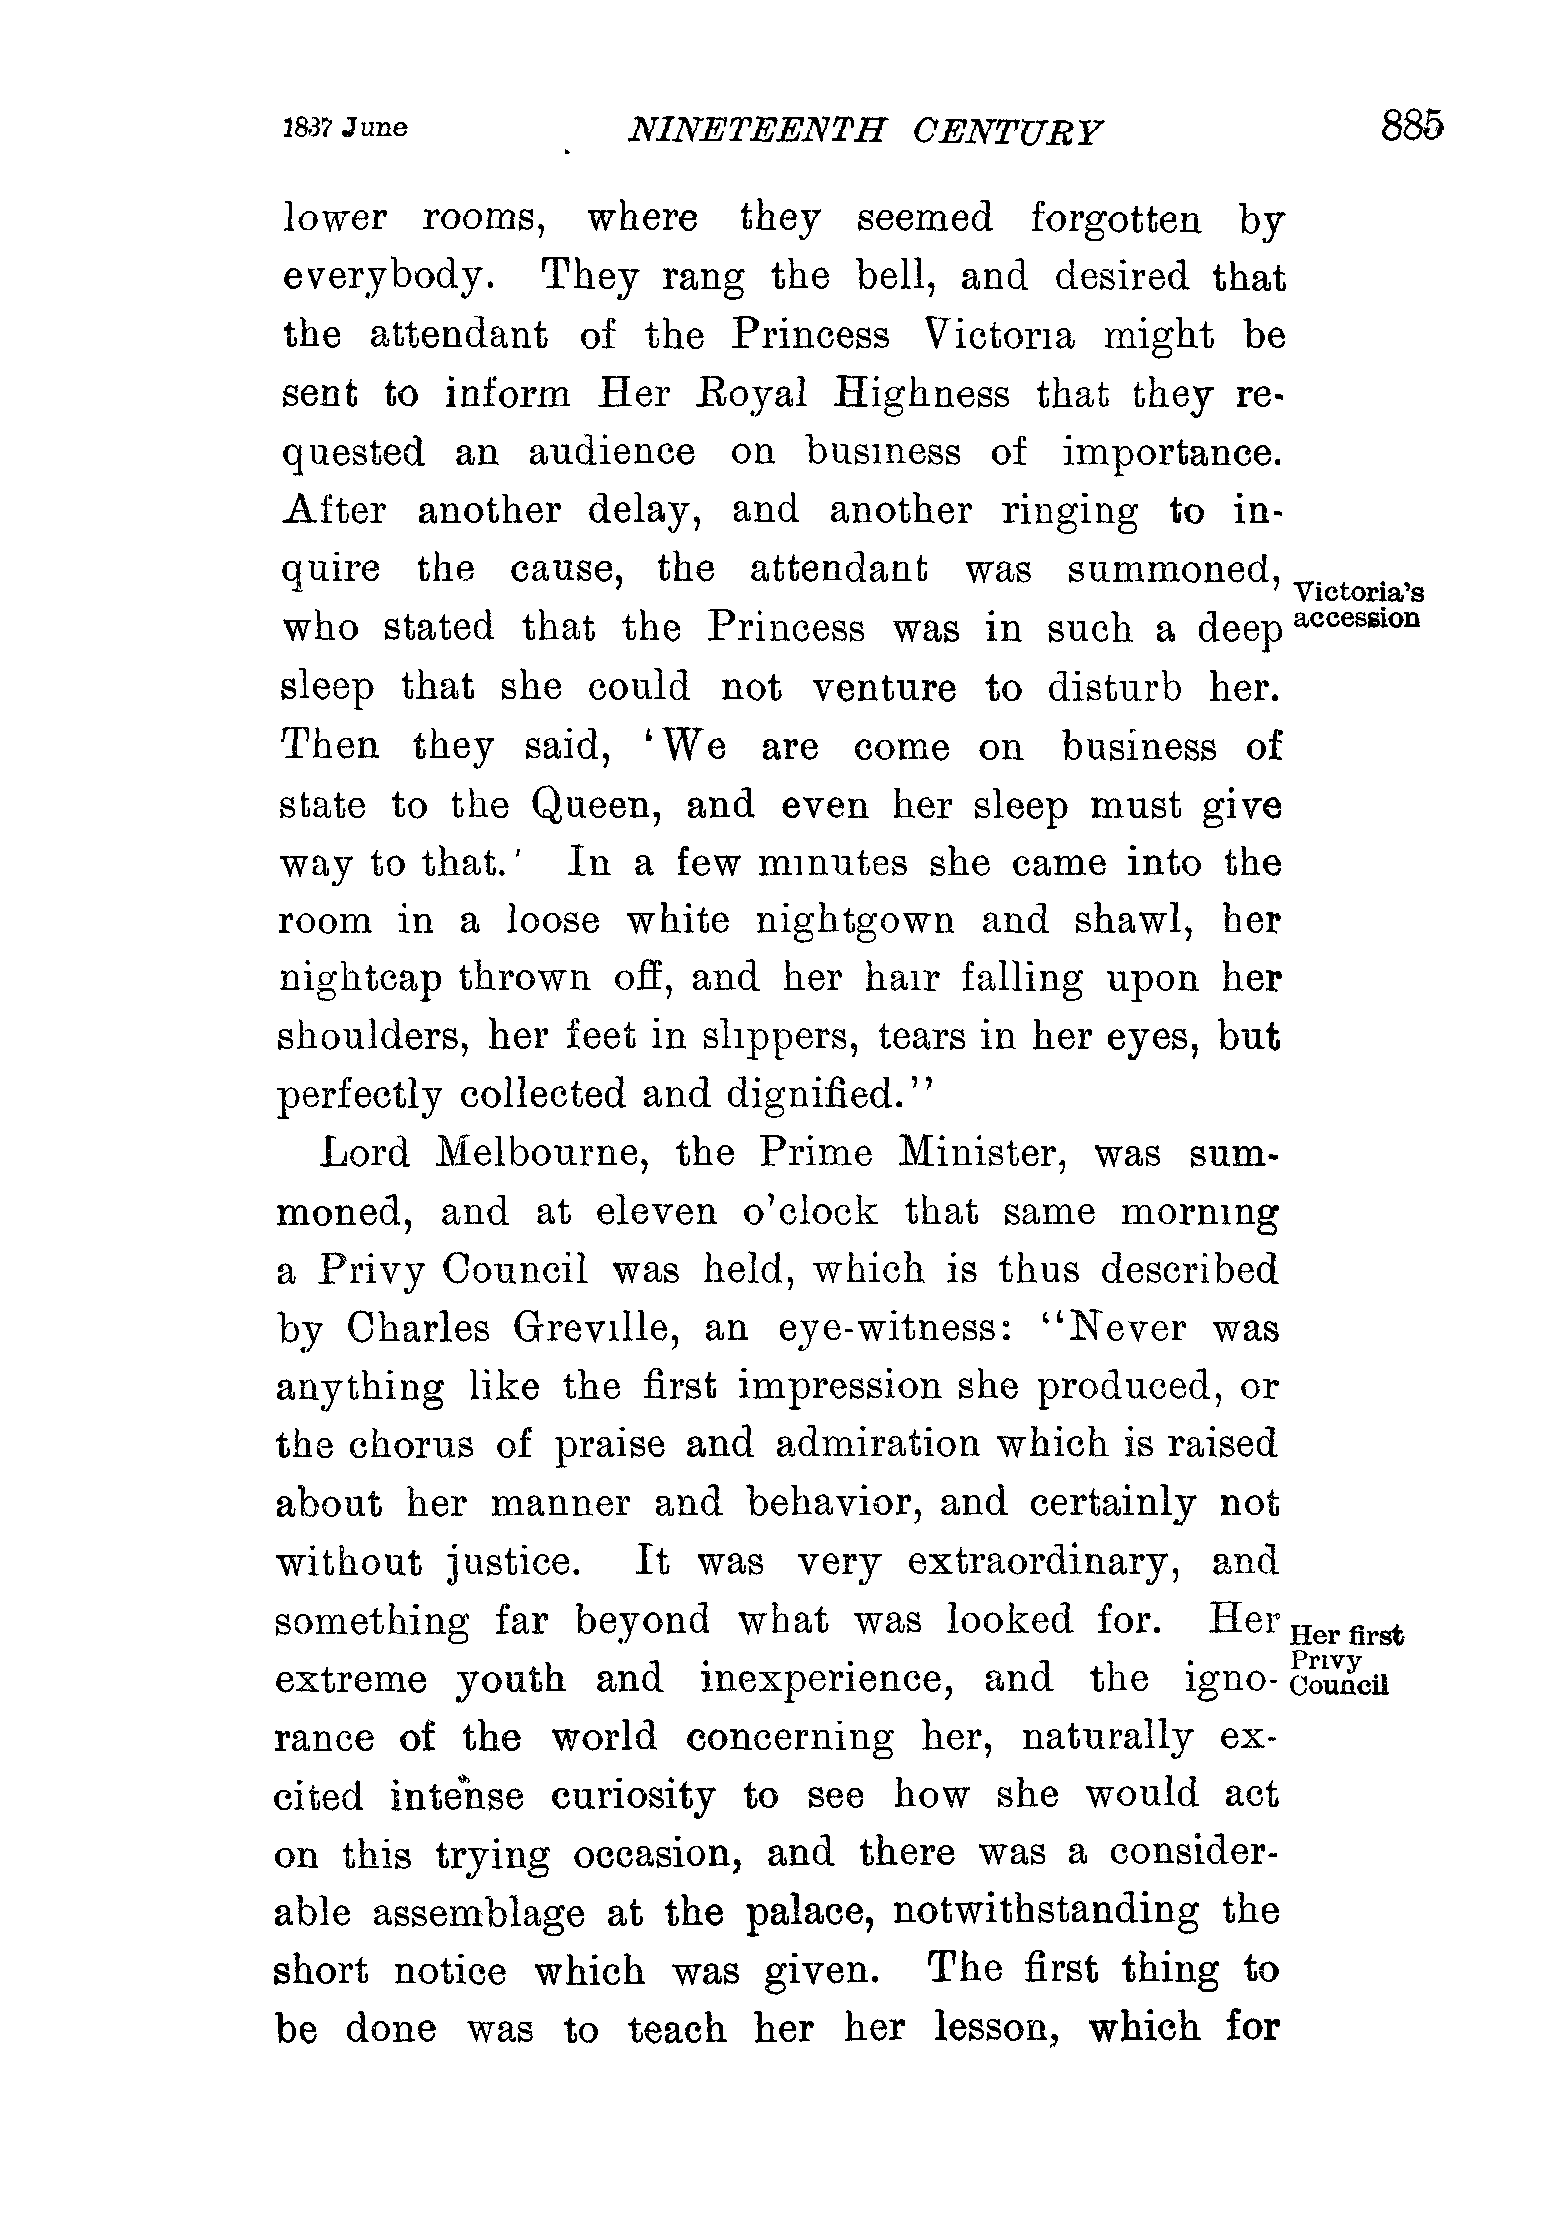 1837 June NINETEENTH CENTURY 885
lower rooms, where they seemed forgotten by
everybody. They rang the bell, and desired that
the attendant of the Princess Victoria might be
sent to inform Her Royal Highness that they re-
quested an audience on business of importance.
After another delay, and another ringing to in-
quire the cause, the attendant was summoned,
Victoria's
who stated that the Princess was in such a deep
accession
sleep that she could not venture to disturb her.
Then they said, 'We are come on business of
state to the Queen, and even her sleep must give
way to that.' In a few minutes she came into the
room in a loose white nightgown and shawl, her
nightcap thrown off, and her hair falling upon her
shoulders, her feet in slippers, tears in her eyes, but
perfectly collected and dignified."
Lord Melbourne, the Prime Minister, was sum-
moned, and at eleven o'clock that same morning
a Privy Council was held, which is thus described
by Charles Greville, an eye-witness: "Never was
anything like the first impression she produced, or
the chorus of praise and admiration which is raised
about her manner and behavior, and certainly not
without justice. It was very extraordinary, and
something far beyond what was looked for. Her
Her first
Privy
extreme youth and inexperience, and the igno-
Council
rance of the world concerning her, naturally ex-
cited intense curiosity to see how she would act
on this trying occasion, and there was a consider-
able assemblage at the palace, notwithstanding the
short notice which was given. The first thing to
be done was to teach her her lesson, which for